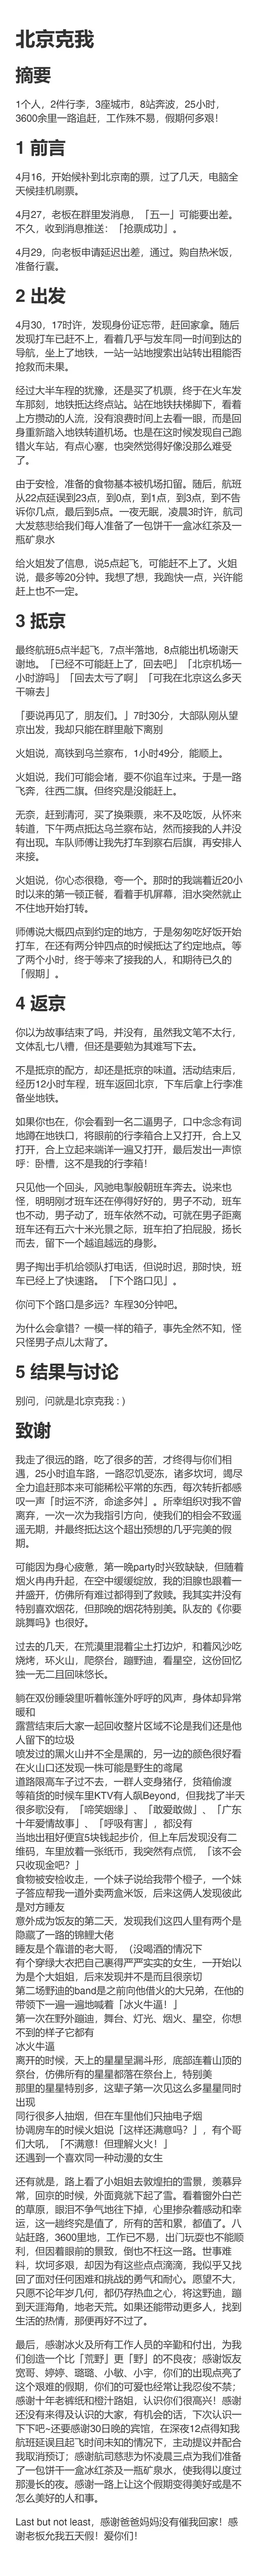 北京克我
摘要
1个人，2件行李，3座城市，8站奔波，25小时，
3600余里一路追赶，工作殊不易，假期何多艰！
1 前言
4月16，开始候补到北京南的票，过了几天，电脑全
天候挂机刷票。
4月27，老板在群里发消息，「五一」可能要出差。
不久，收到消息推送：「抢票成功」。
4月29，向老板申请延迟出差，通过。购自热米饭，
准备行囊。
2 出发
4月30，17时许，发现身份证忘带，赶回家拿。随后
发现打车已赶不上，看着几乎与发车同一时间到达的
导航，坐上了地铁，一站一站地搜索出站转出租能否
抢救而未果。
经过大半车程的犹豫，还是买了机票，终于在火车发
车那刻，地铁抵达终点站。站在地铁扶梯脚下，看着
上方攒动的人流，没有浪费时间上去看一眼，而是回
身重新踏入地铁转道机场。也是在这时候发现自己跑
错火车站，有点心塞，也突然觉得好像没那么难受
了。
由于安检，准备的食物基本被机场扣留。随后，航班
从22点延误到23点，到0点，到1点，到3点，到不告
诉你几点，最后到5点。一夜无眠，凌晨3时许，航司
大发慈悲给我们每人准备了一包饼干一盒冰红茶及一
瓶矿泉水
给火姐发了信息，说5点起飞，可能赶不上了。火姐
说，最多等20分钟。我想了想，我跑快一点，兴许能
赶上也不一定。
3 抵京
最终航班5点半起飞，7点半落地，8点能出机场谢天
谢地。「已经不可能赶上了，回去吧」「北京机场一
小时游吗」「回去太亏了啊」「可我在北京这么多天
干嘛去」
「要说再见了，朋友们。」7时30分，大部队刚从望
京出发，我却只能在群里敲下离别
火姐说，高铁到乌兰察布，1小时49分，能顺上。
火姐说，我们可能会堵，要不你追车过来。于是一路
飞奔，往西二旗。但终究是没能赶上。
无奈，赶到清河，买了换乘票，来不及吃饭，从怀来
转道，下午两点抵达乌兰察布站，然而接我的人并没
有出现。车队师傅让我先打车到察右后旗，再安排人
来接。
火姐说，你心态很稳，夸一个。那时的我端着近20小
时以来的第一顿正餐，看着手机屏幕，泪水突然就止
不住地开始打转。
师傅说大概四点到约定的地方，于是匆匆吃好饭开始
打车，在还有两分钟四点的时候抵达了约定地点。等
了两个小时，终于等来了接我的人，和期待已久的
「假期」。
4 返京
你以为故事结束了吗，并没有，虽然我文笔不太行，
文体乱七八糟，但还是要勉为其难写下去。
不是抵京的配方，却还是抵京的味道。活动结束后，
经历12小时车程，班车返回北京，下车后拿上行李准
备坐地铁。
如果你也在，你会看到一名二逼男子，口中念念有词
地蹲在地铁口，将眼前的行李箱合上又打开，合上又
打开，合上立起来端详一遍又打开，最后发出一声惊
呼：卧槽，这不是我的行李箱！
只见他一个回头，风驰电掣般朝班车奔去。说来也
怪，明明刚才班车还在停得好好的，男子不动，班车
也不动，男子动了，班车依然不动。可就在男子距离
班车还有五六十米光景之际，班车拍了拍屁股，扬长
而去，留下一个越追越远的身影。
男子掏出手机给领队打电话，但说时迟，那时快，班
车已经上了快速路。「下个路口见」。
你问下个路口是多远？车程30分钟吧。
为什么会拿错？一模一样的箱子，事先全然不知，怪
只怪男子点儿太背了。
5 结果与讨论
别问，问就是北京克我 : )
致谢
我走了很远的路，吃了很多的苦，才终得与你们相
遇，25小时追车路，一路忍饥受冻，诸多坎坷，竭尽
全力追赶那本来可能稀松平常的东西，每次转折都感
叹一声「时运不济，命途多舛」。所幸组织对我不曾
离弃，一次一次为我指引方向，使我们的相会不致遥
遥无期，并最终抵达这个超出预想的几乎完美的假
期。
可能因为身心疲惫，第一晚party时兴致缺缺，但随着
烟火冉冉升起，在空中缓缓绽放，我的泪腺也跟着一
并盛开，仿佛所有难过都得到了救赎。我其实并没有
特别喜欢烟花，但那晚的烟花特别美。队友的《你要
跳舞吗》也很好。
过去的几天，在荒漠里混着尘土打边炉，和着风沙吃
烧烤，环火山，爬祭台，蹦野迪，看星空，这份回忆
独一无二且回味悠长。
躺在双份睡袋里听着帐篷外呼呼的风声，身体却异常
暖和
露营结束后大家一起回收整片区域不论是我们还是他
人留下的垃圾
喷发过的黑火山并不全是黑的，另一边的颜色很好看
在火山口还发现一株可能是野生的鸢尾
道路限高车子过不去，一群人变身猪仔，货箱偷渡
等货箱的时候车里KTV有人飙Beyond，但我找了半天
很多歌没有，「啼笑姻缘」、「敢爱敢做」、「广东
十年爱情故事」、「呼吸有害」，都没有
当地出租好便宜5块钱起步价，但上车后发现没有二
维码，车里放着一张纸币，我突然有点慌，「该不会
只收现金吧？」
食物被安检收走，一个妹子说给我带个橙子，一个妹
子答应帮我一道外卖两盒米饭，后来这俩人发现彼此
是对方睡友
意外成为饭友的第二天，发现我们这四人里有两个是
隐藏了一路的锦鲤大佬
睡友是个靠谱的老大哥，（没喝酒的情况下
有个穿绿大衣把自己裹得严严实实的女生，一开始以
为是个大姐姐，后来发现并不是而且很亲切
第二场野迪的band是之前向他借火的大兄弟，在他的
带领下一遍一遍地喊着「冰火牛逼！」
第一次在野外蹦迪，舞台、灯光、烟火、星空，你想
不到的样子它都有
冰火牛逼
离开的时候，天上的星星呈漏斗形，底部连着山顶的
祭台，仿佛所有的星星都落在祭台上，特别美
那里的星星特别多，这辈子第一次见这么多星星同时
出现
同行很多人抽烟，但在车里他们只抽电子烟
协调房车的时候火姐说「这样还满意吗？」，有个哥
们大吼，「不满意！但理解火火！」
还遇到一个喜欢同一种动漫的女生
还有就是，路上看了小姐姐去敦煌拍的雪景，羡慕异
常，回京的时候，外面竟就下起了雪。看着窗外白芒
的草原，眼泪不争气地往下掉，心里掺杂着感动和幸
运，这一趟终究是值了，所有的苦和累，都值了。八
站赶路，3600里地，工作已不易，出门玩耍也不能顺
利，但因着眼前的景致，倒也不枉这一路。世事难
料，坎坷多艰，却因为有这些点点滴滴，我似乎又找
回了面对任何困难和挑战的勇气和耐心。愿望不大，
只愿不论年岁几何，都仍存热血之心，将这野迪，蹦
到天涯海角，地老天荒。如果还能带动更多人，找到
生活的热情，那便再好不过了。
最后，感谢冰火及所有工作人员的辛勤和付出，为我
们创造一个比「荒野」更「野」的不良夜；感谢饭友
宽哥、婷婷、璐璐、小敏、小宇，你们的出现点亮了
这个艰难的假期，你们的可爱也经常让我忍俊不禁；
感谢十年老裤纸和橙汁路姐，认识你们很高兴！感谢
还没有来得及认识的大家，有机会的话，下次认识一
下下吧~还要感谢30日晚的宾馆，在深夜12点得知我
航班延误目起飞时间未知的情况下，主动提议并配合
我取消预订；感谢航司慈悲为怀凌晨三点为我们准备
了一包饼干一盒冰红茶及一瓶矿泉水，使我得以度过
那漫长的夜。感谢一路上让这个假期变得美好或是不
怎么美好的人和事。
Last but not least，感谢爸爸妈妈没有催我回家！感
谢老板允我五天假！爱你们！